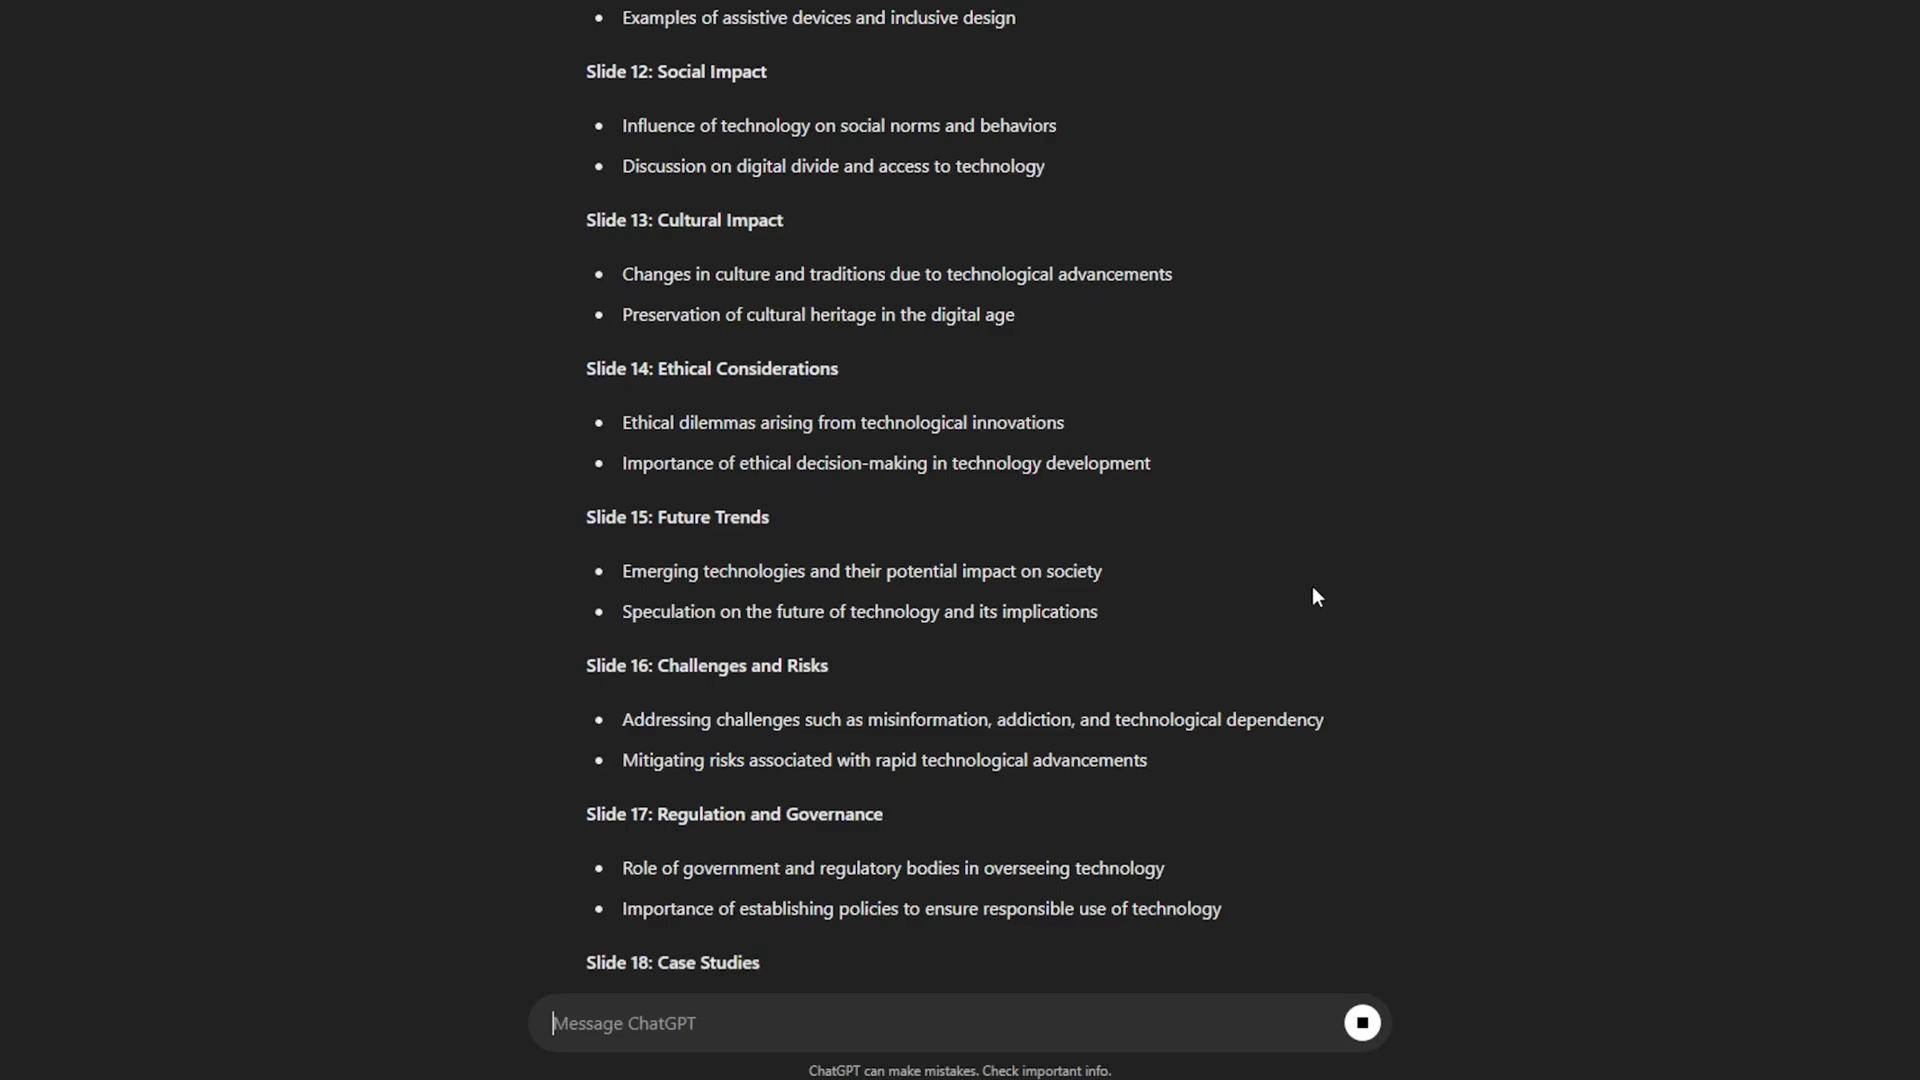 • Examples of assistive devices and inclusive design
Slide 12: Social Impact
• Influence of technology on social norms and behaviors
• Discussion on digital divide and access to technology
Slide 13: Cultural Impact
• Changes in culture and traditions due to technological advancements
• Preservation of cultural heritage in the digital age
Slide 14: Ethical Considerations
• Ethical dilemmas arising from technological innovations
• Importance of ethical decision-making in technology development
Slide 15: Future Trends
• Emerging technologies and their potential impact on society
• Speculation on the future of technology and its implications
Slide 16: Challenges and Risks
• Addressing challenges such as misinformation, addiction, and technological dependency
• Mitigating risks associated with rapid technological advancements
Slide 17: Regulation and Governance
• Role of government and regulatory bodies in overseeing technology
• Importance of establishing policies to ensure responsible use of technology
Slide 18: Case Studies
Message ChatGPT
ChatGPT can make mistakes. Check important info.